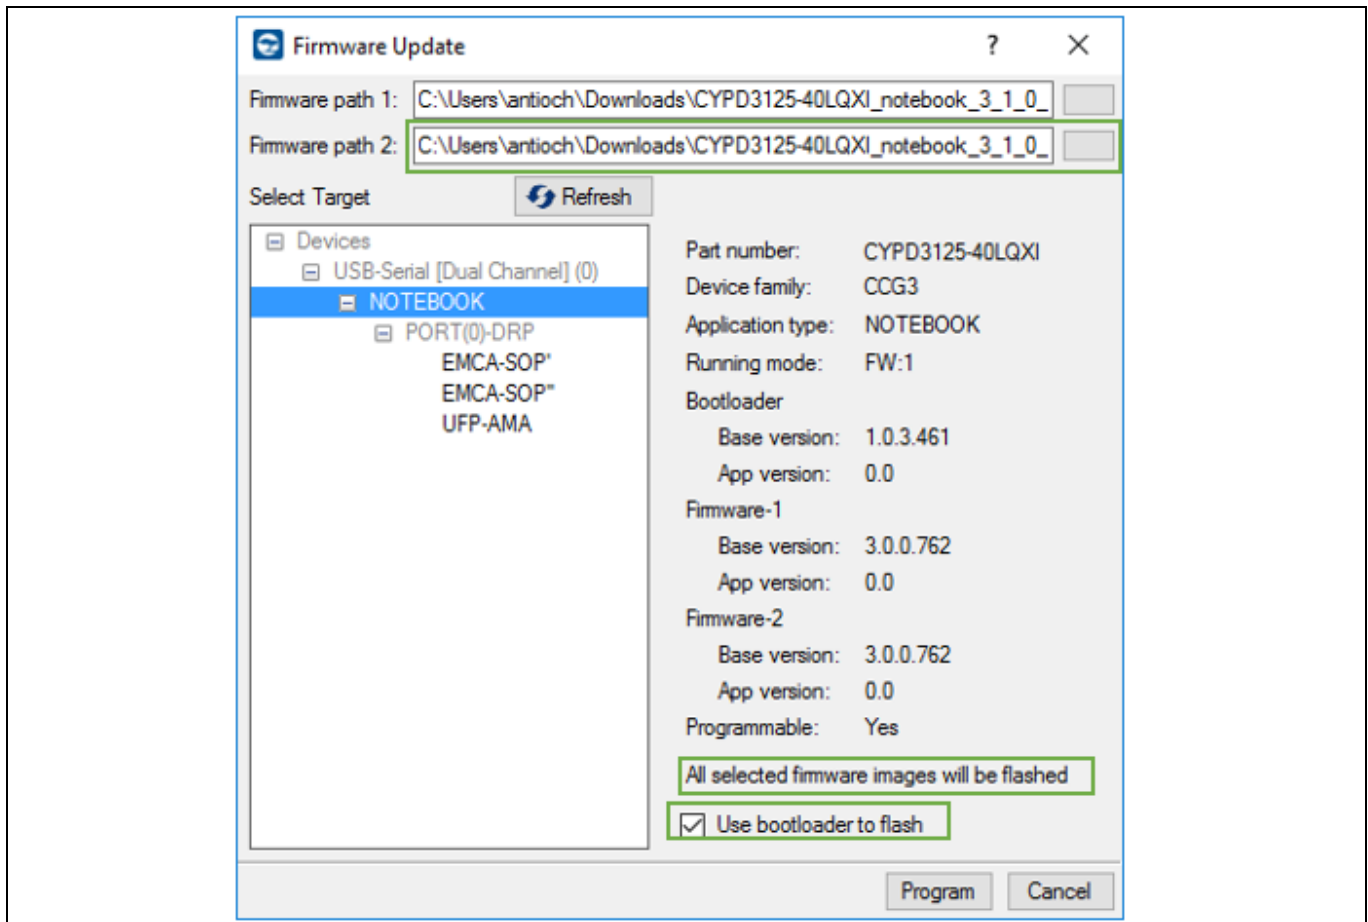 Firmware Update
?
Firmware path 1: C:\Users\antioch\Downloads\CYPD3125-40LQXI_notebook_3_1_0_
Firmware path 2: C:\Users\antioch\Downloads\CYPD3125-40LQXI_notebook_3_1_0_
Select Target
Refresh
Devices
USB-Serial [Dual Channel] (0)
NOTEBOOK
PORT(0)-DRP
EMCA-SOP'
EMCA-SOP"
UFP-AMA
Part number: CYPD3125-40LQXI
Device family: CCG3
Application type: NOTEBOOK
Running mode: FW:1
Bootloader
Base version: 1.0.3.461
App version: 0.0
Firmware-1
Base version: 3.0.0.762
App version: 0.0
Firmware-2
Base version: 3.0.0.762
App version: 0.0
Programmable: Yes
All selected firmware images will be flashed
Use bootloader to flash
Program Cancel